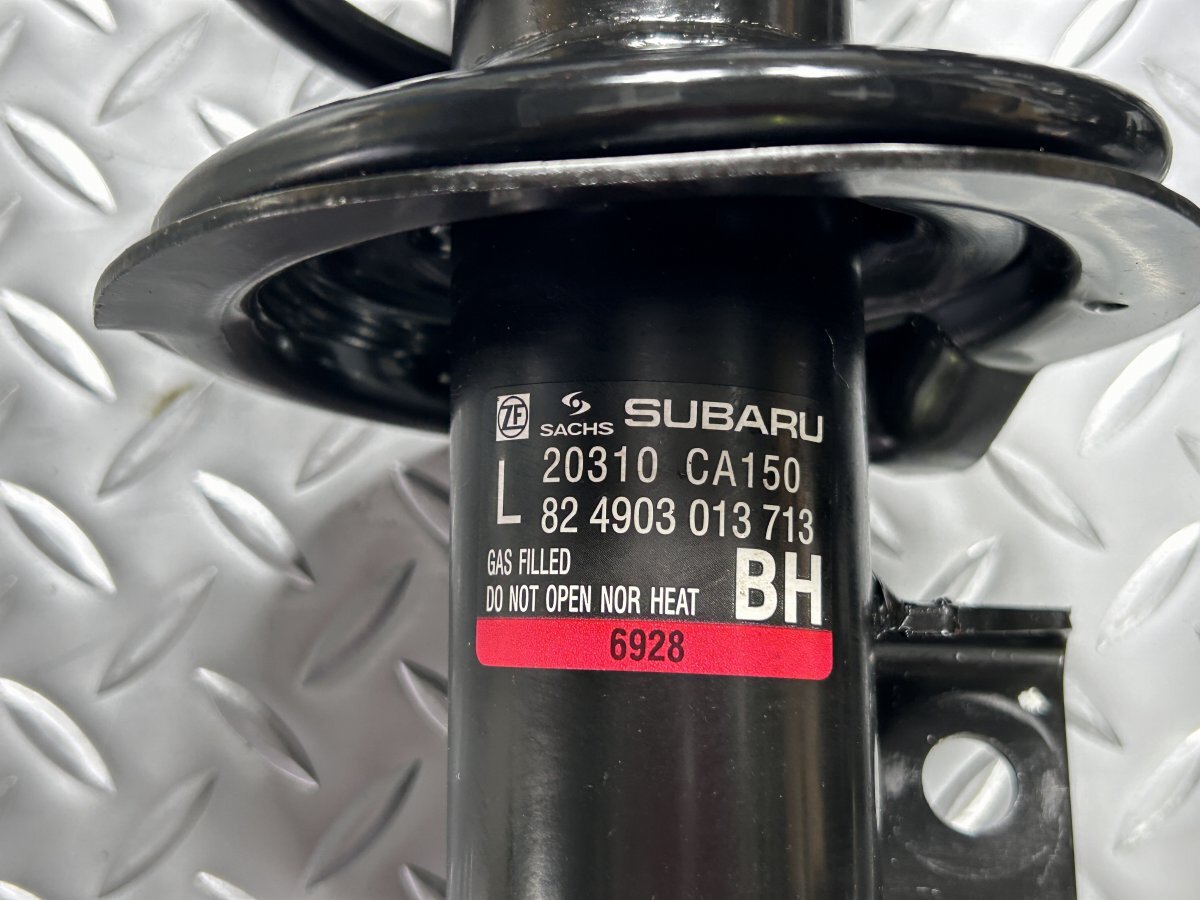 ZF SACHS SUBARU
L 20310 CA150
82 4903 013 713
GAS FILLED
DO NOT OPEN NOR HEAT BH
6928